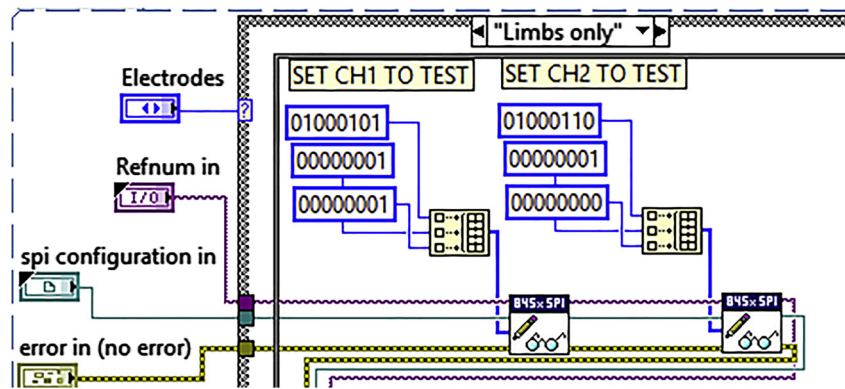 "Limbs only"
Electrodes
SET CH1 TO TEST
SET CH2 TO TEST
?
01000101
00000001
00000001
01000110
00000001
00000000
Refnum in
I/O
spi configuration in
845x SPI
845x SPI
error in (no error)